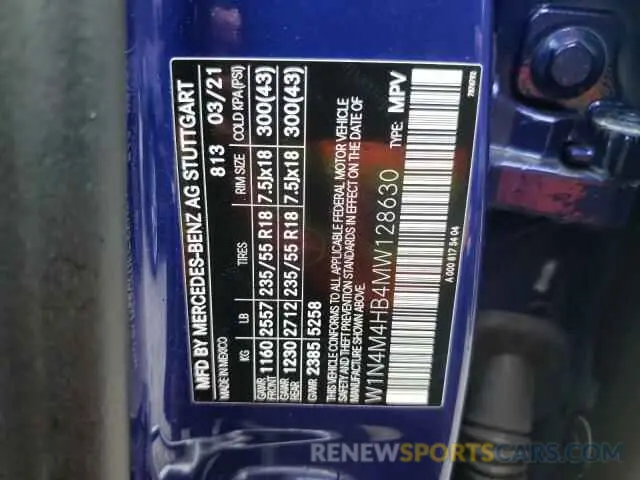 MFD BY MERCEDES-BENZ AG STUTTGART
MADE IN MEXICO 813 03/21
KG LB TIRES RIM SIZE COLD KPA(PSI)
GAWR FRONT 1160 2557 235/55 R18 7.5Jx18 300(43)
GAWR REAR 1230 2712 235/55 R18 7.5Jx18 300(43)
GVWR 2385 5258
THIS VEHICLE CONFORMS TO ALL APPLICABLE FEDERAL MOTOR VEHICLE
SAFETY AND THEFT PREVENTION STANDARDS IN EFFECT ON THE DATE OF
MANUFACTURE SHOWN ABOVE.
W1N4M4HB4MW128630 TYPE: MPV
A 000 817 54 04
RENEWSPORTSCARS.COM